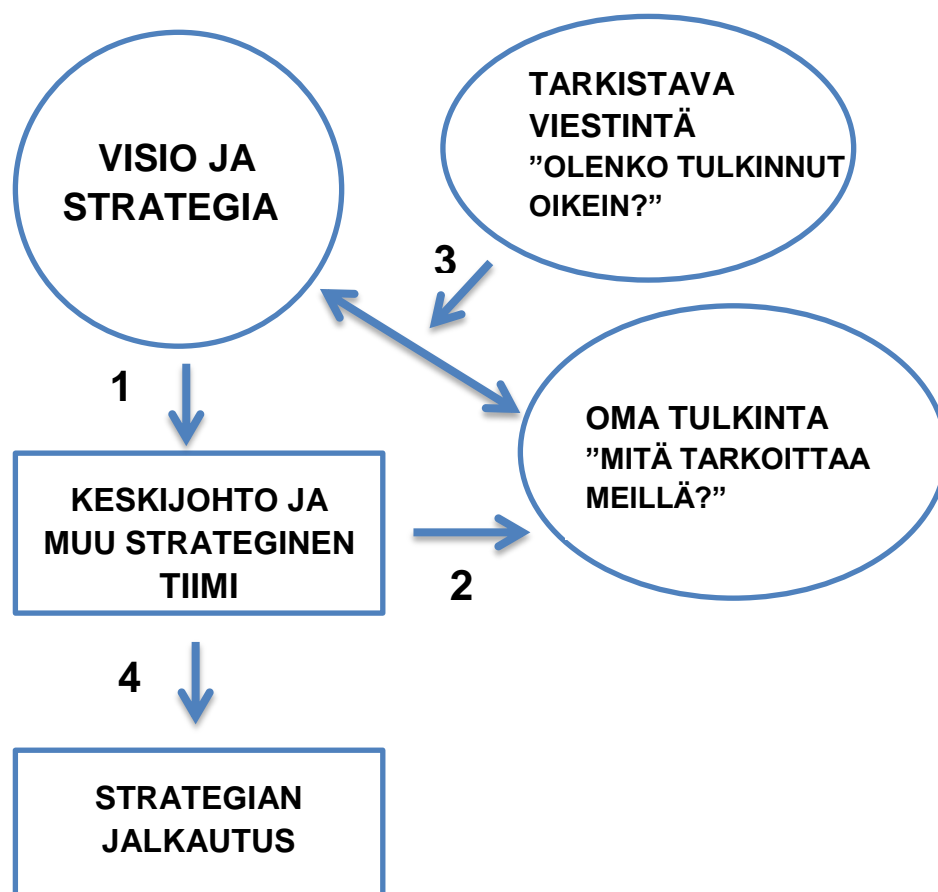 VISIO JA
STRATEGIA
TARKISTAVA
VIESTINTÄ
”OLENKO TULKINNUT
OIKEIN?”
3
1
OMA TULKINTA
”MITÄ TARKOITTAA
MEILLÄ?”
KESKIJOHTO JA
MUU STRATEGINEN
TIIMI
2
4
STRATEGIAN
JALKAUTUS